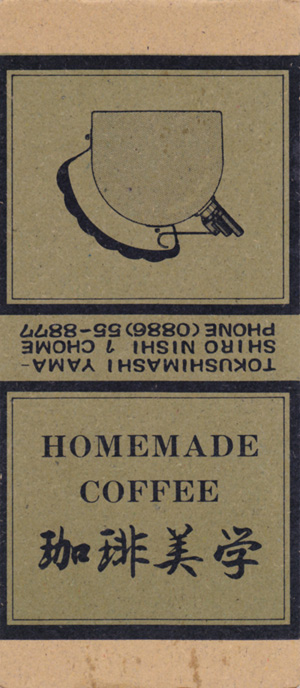 TOKUSHIMASHI YAMA-
SHIRO NISHI 1 CHOME
PHONE (0886)55-8877
HOMEMADE
COFFEE
珈琲美学